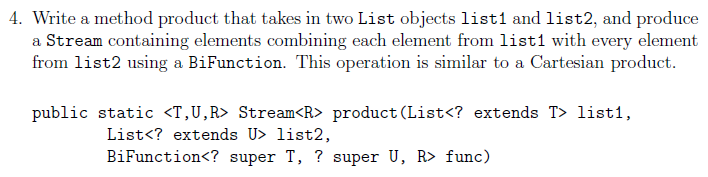 4. Write a method product that takes in two List objects list1 and list2, and produce
a Stream containing elements combining each element from list1 with every element
from list2 using a BiFunction. This operation is similar to a Cartesian product.
public static <T,U,R> Stream<R> product(List<? extends T> list1,
List<? extends U> list2,
BiFunction<? super T, ? super U, R> func)